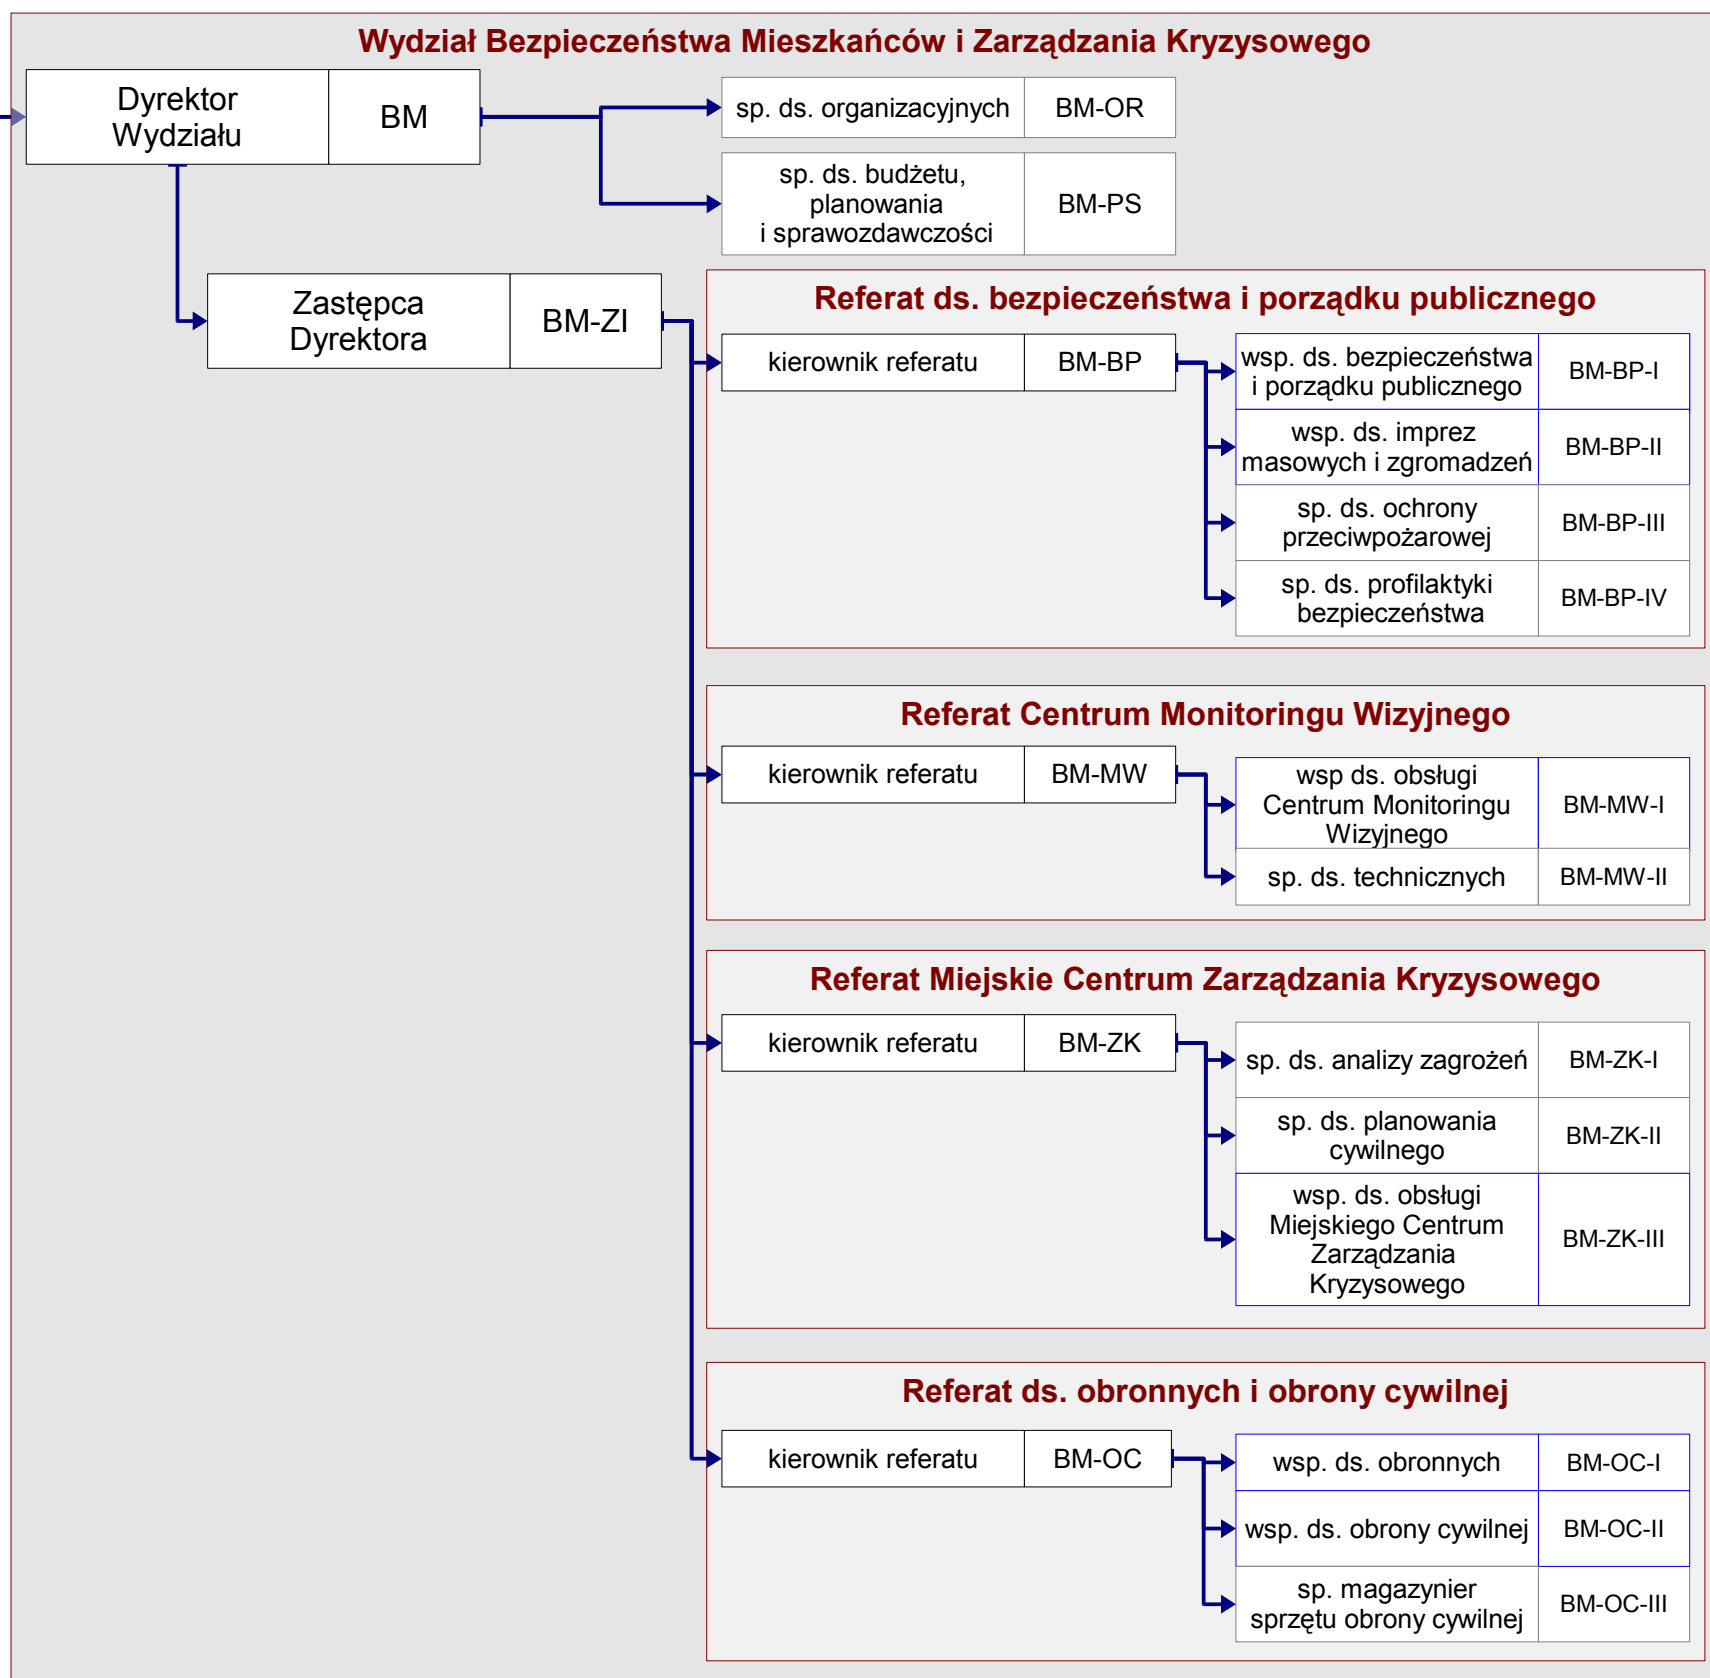 Wydział Bezpieczeństwa Mieszkańców i Zarządzania Kryzysowego
Dyrektor
Wydziału
BM
sp. ds. organizacyjnych
BM-OR
sp. ds. budżetu,
planowania
i sprawozdawczości
BM-PS
Zastępca
Dyrektora
BM-ZI
Referat ds. bezpieczeństwa i porządku publicznego
kierownik referatu
BM-BP
wsp. ds. bezpieczeństwa
i porządku publicznego
BM-BP-I
wsp. ds. imprez
masowych i zgromadzeń
BM-BP-II
sp. ds. ochrony
przeciwpożarowej
BM-BP-III
sp. ds. profilaktyki
bezpieczeństwa
BM-BP-IV
Referat Centrum Monitoringu Wizyjnego
kierownik referatu
BM-MW
wsp ds. obsługi
Centrum Monitoringu
Wizyjnego
BM-MW-I
sp. ds. technicznych
BM-MW-II
Referat Miejskie Centrum Zarządzania Kryzysowego
kierownik referatu
BM-ZK
sp. ds. analizy zagrożeń
BM-ZK-I
sp. ds. planowania
cywilnego
BM-ZK-II
wsp. ds. obsługi
Miejskiego Centrum
Zarządzania
Kryzysowego
BM-ZK-III
Referat ds. obronnych i obrony cywilnej
kierownik referatu
BM-OC
wsp. ds. obronnych
BM-OC-I
wsp. ds. obrony cywilnej
BM-OC-II
sp. magazynier
sprzętu obrony cywilnej
BM-OC-III